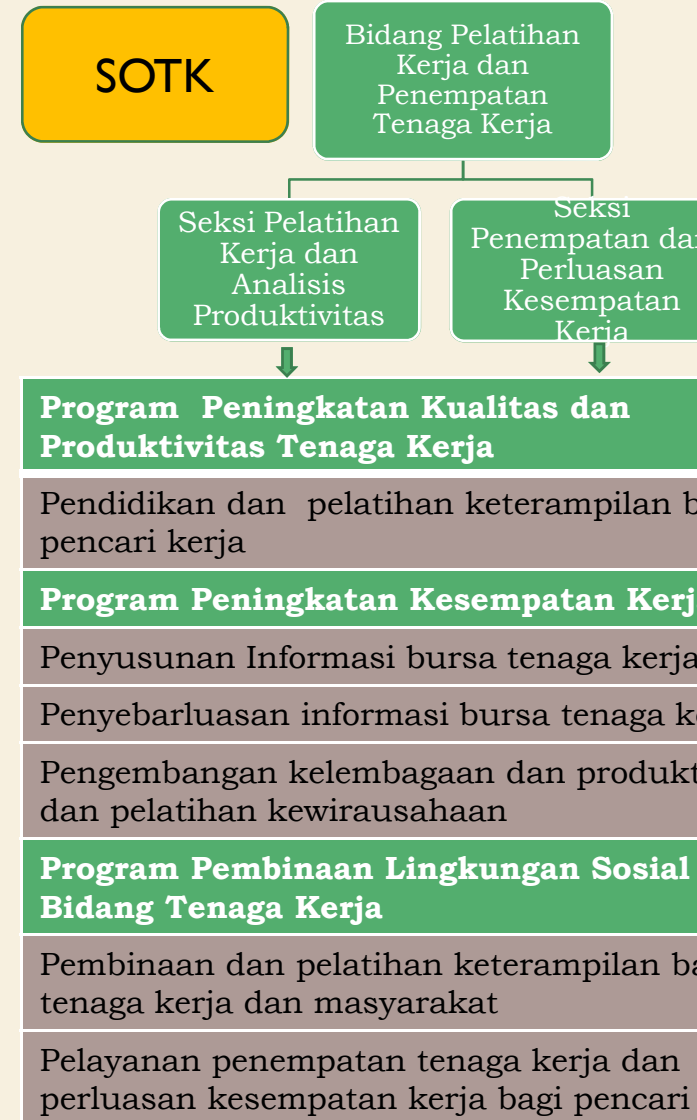 SOTK
Bidang Pelatihan
Kerja dan
Penempatan
Tenaga Kerja
Seksi Pelatihan
Kerja dan
Analisis
Produktivitas
Seksi
Penempatan
Perluasan
Kesempatan
Kerja
Program Peningkatan Kualitas dan
Produktivitas Tenaga Kerja
Pendidikan dan pelatihan keterampilan
pencari kerja
Program Peningkatan Kesempatan
Penyusunan Informasi bursa tenaga kerja
Penyebarluasan informasi bursa tenaga
Pengembangan kelembagaan dan
dan pelatihan kewirausahaan
Program Pembinaan Lingkungan Sosial
Bidang Tenaga Kerja
Pembinaan dan pelatihan keterampilan
tenaga kerja dan masyarakat
Pelayanan penempatan tenaga kerja dan
perluasan kesempatan kerja bagi pencari